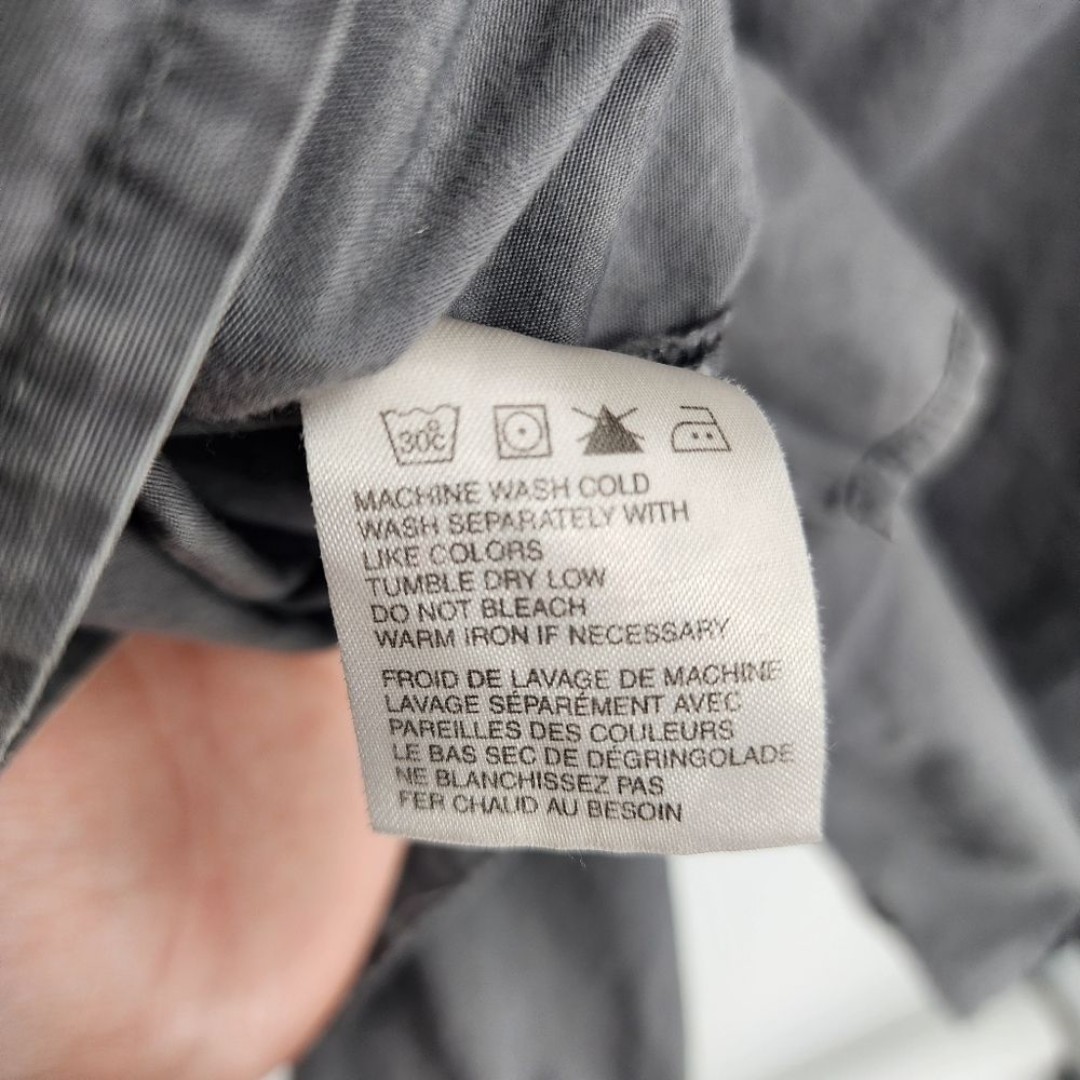 30c
MACHINE WASH COLD
WASH SEPARATELY WITH
LIKE COLORS
TUMBLE DRY LOW
DO NOT BLEACH
WARM IRON IF NECESSARY
FROID DE LAVAGE DE MACHINE
LAVAGE SÉPARÉMENT AVEC
PAREILLES DES COULEURS
LE BAS SEC DE DÉGRINGOLADE
NE BLANCHISSEZ PAS
FER CHAUD AU BESOIN